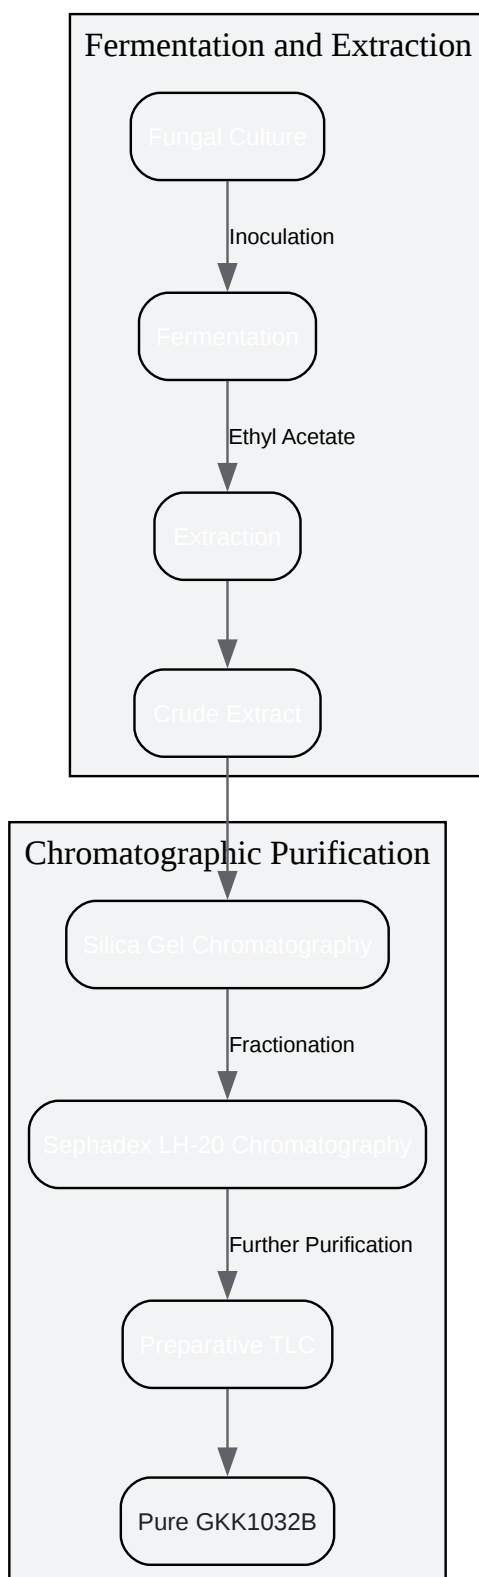 Fermentation and Extraction
Fungal Culture
Inoculation
Fermentation
Ethyl Acetate
Extraction
Crude Extract
Chromatographic Purification
Silica Gel Chromatography
Fractionation
Sephadex LH-20 Chromatography
Further Purification
Preparative TLC
Pure GKK1032B